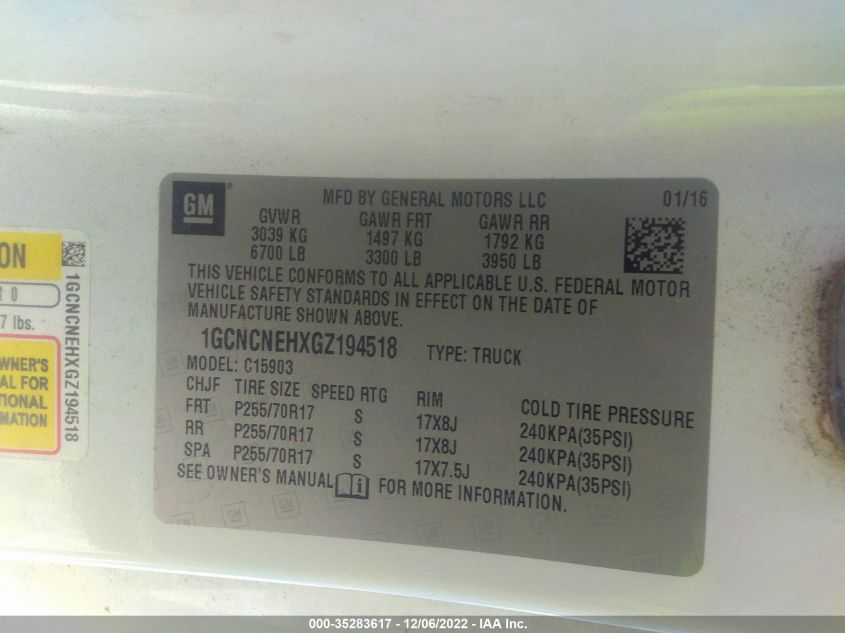 GM
MFD BY GENERAL MOTORS LLC 01/16
GVWR GAWR FRT GAWR RR
3039 KG 1497 KG 1792 KG
6700 LB 3300 LB 3950 LB
THIS VEHICLE CONFORMS TO ALL APPLICABLE U.S. FEDERAL MOTOR
VEHICLE SAFETY STANDARDS IN EFFECT ON THE DATE OF
MANUFACTURE SHOWN ABOVE.
1GCNCNEHXGZ194518 TYPE: TRUCK
MODEL: C15903
CHJF TIRE SIZE SPEED RTG RIM COLD TIRE PRESSURE
FRT P255/70R17 S 17X8J 240KPA(35PSI)
RR P255/70R17 S 17X8J 240KPA(35PSI)
SPA P255/70R17 S 17X7.5J 240KPA(35PSI)
SEE OWNER'S MANUAL FOR MORE INFORMATION.
ON
0
7 lbs.
WNER'S
AL FOR
TIONAL
MATION
1GCNCNEHXGZ194518
000-35283617 - 12/06/2022 - IAA Inc.